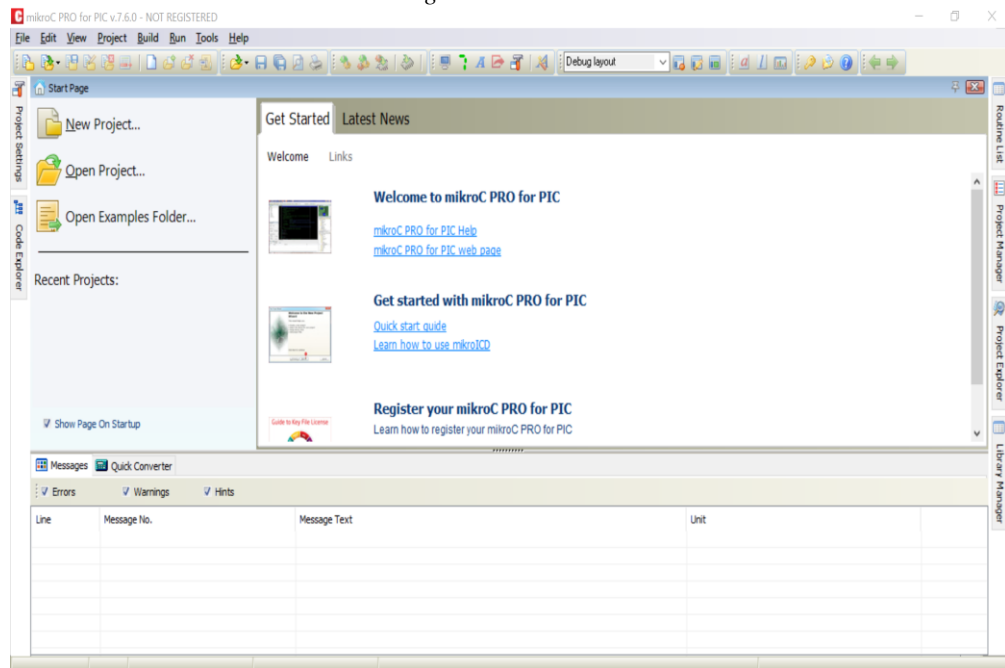 mikroC PRO for PIC v.7.6.0 - NOT REGISTERED
File Edit View Project Build Run Tools Help
Debug layout
Start Page
New Project...
Open Project...
Open Examples Folder...
Recent Projects:
Show Page On Startup
Get Started Latest News
Welcome Links
Welcome to mikroC PRO for PIC
mikroC PRO for PIC Help
mikroC PRO for PIC web page
Get started with mikroC PRO for PIC
Quick start guide
Learn how to use mikroICD
Guide to Key File License
Register your mikroC PRO for PIC
Learn how to register your mikroC PRO for PIC
Project Settings
Code Explorer
Routine List
Project Manager
Project Explorer
Library Manager
Messages Quick Converter
Errors Warnings Hints
Line Message No. Message Text Unit